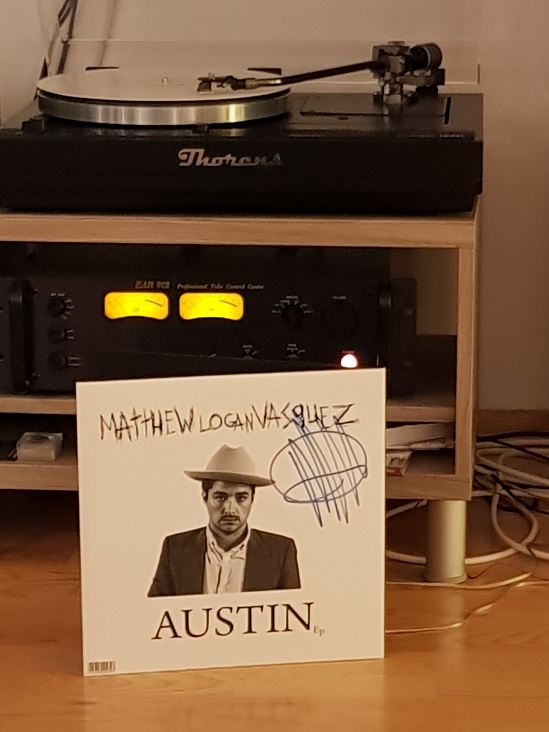 Thorens
EAR 912 Professional Tube Control Centre
MATTHEW LOGAN VASQUEZ
AUSTIN Ep